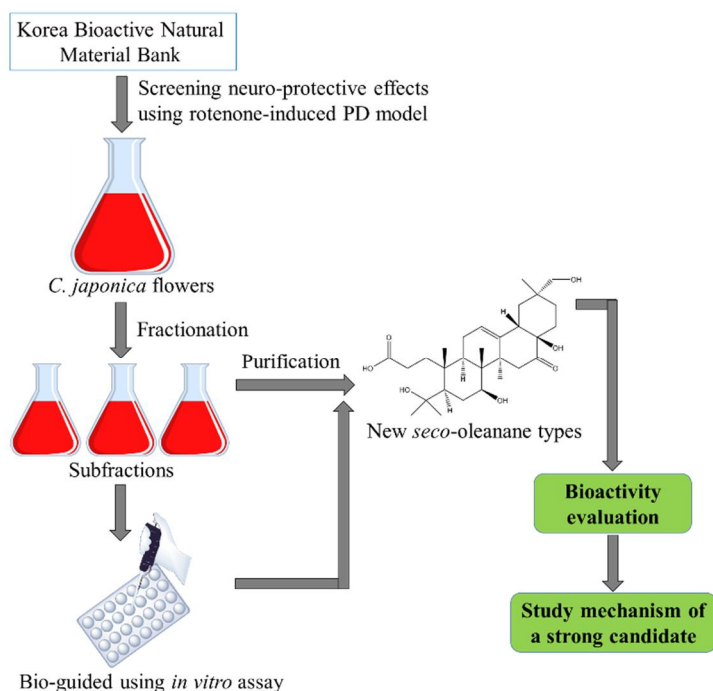 Korea Bioactive Natural
Material Bank
Screening neuro-protective effects
using rotenone-induced PD model
C. japonica flowers
Fractionation
Purification
Subfractions
Bio-guided using in vitro assay
OH
H
OH
O
O
HO
H
HO
H
OH
New seco-oleanane types
Bioactivity
evaluation
Study mechanism of
a strong candidate